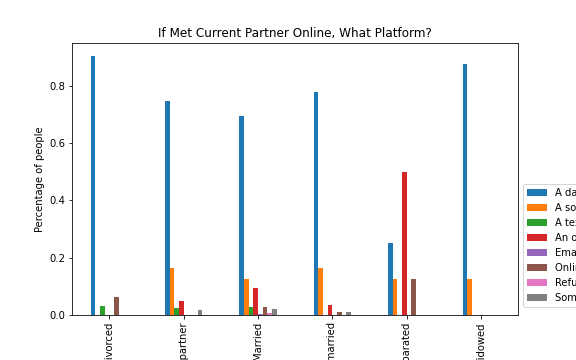 If Met Current Partner Online, What Platform?
Percentage of people
0.8
0.6
0.4
0.2
0.0
A da
A so
A te
An o
Ema
Onli
Refu
Som
ivorced
partner
Married
married
parated
idowed